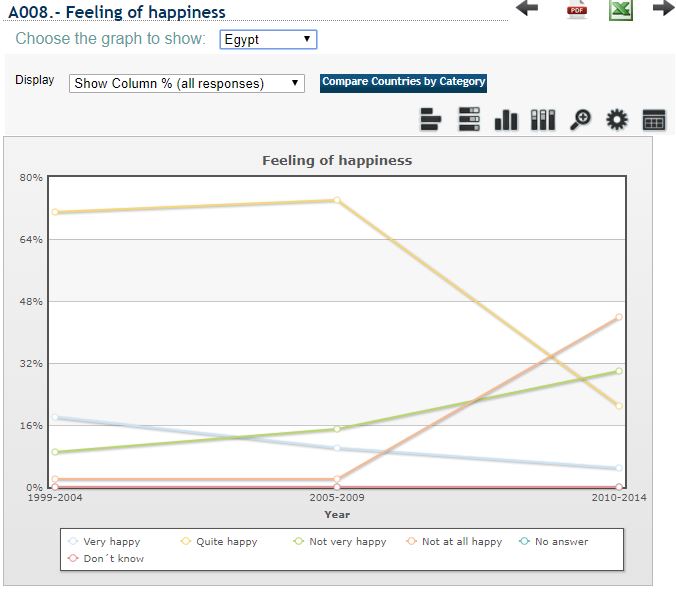 A008.- Feeling of happiness
PDF
Choose the graph to show: Egypt
Display Show Column % (all responses) Compare Countries by Category
Feeling of happiness
80%
64%
48%
32%
16%
0%
1999-2004 2005-2009 2010-2014
Year
Very happy Quite happy Not very happy Not at all happy No answer
Don´t know